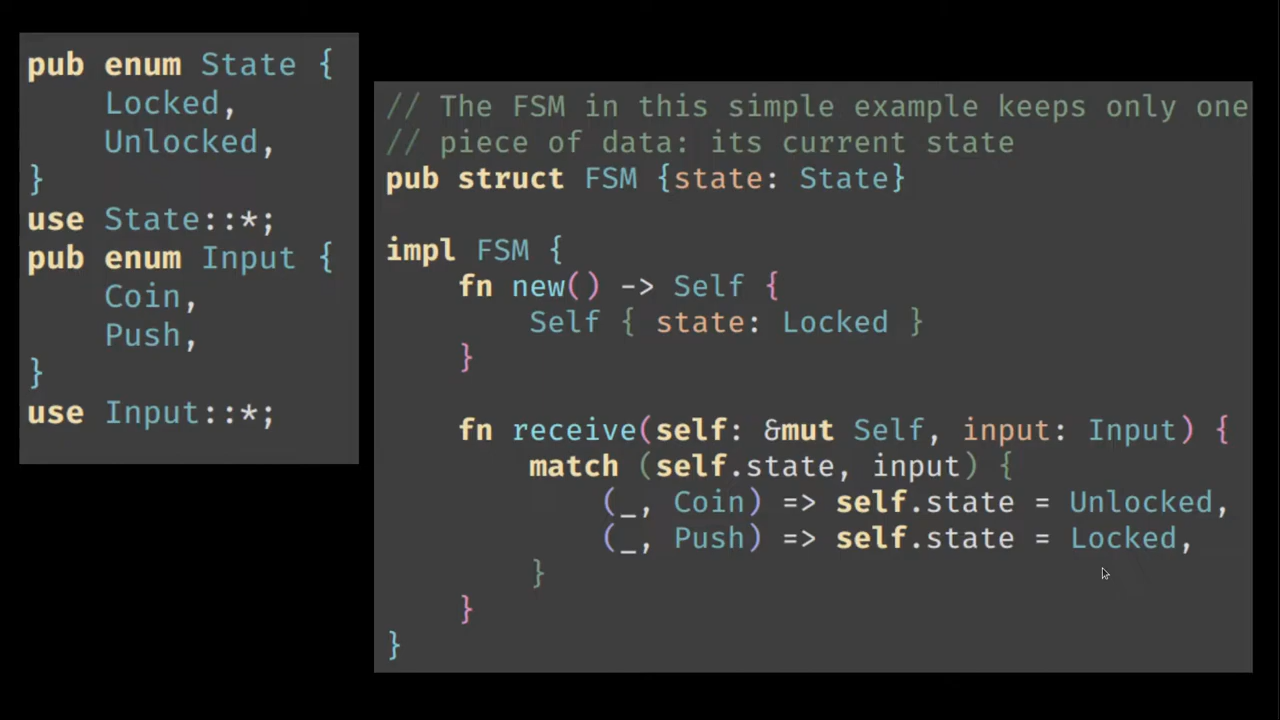 pub enum State {
    Locked,
    Unlocked,
}
use State::*;
pub enum Input {
    Coin,
    Push,
}
use Input::*;
// The FSM in this simple example keeps only one
// piece of data: its current state
pub struct FSM {state: State}

impl FSM {
    fn new() -> Self {
        Self { state: Locked }
    }

    fn receive(self: &mut Self, input: Input) {
        match (self.state, input) {
            (_, Coin) => self.state = Unlocked,
            (_, Push) => self.state = Locked,
        }
    }
}